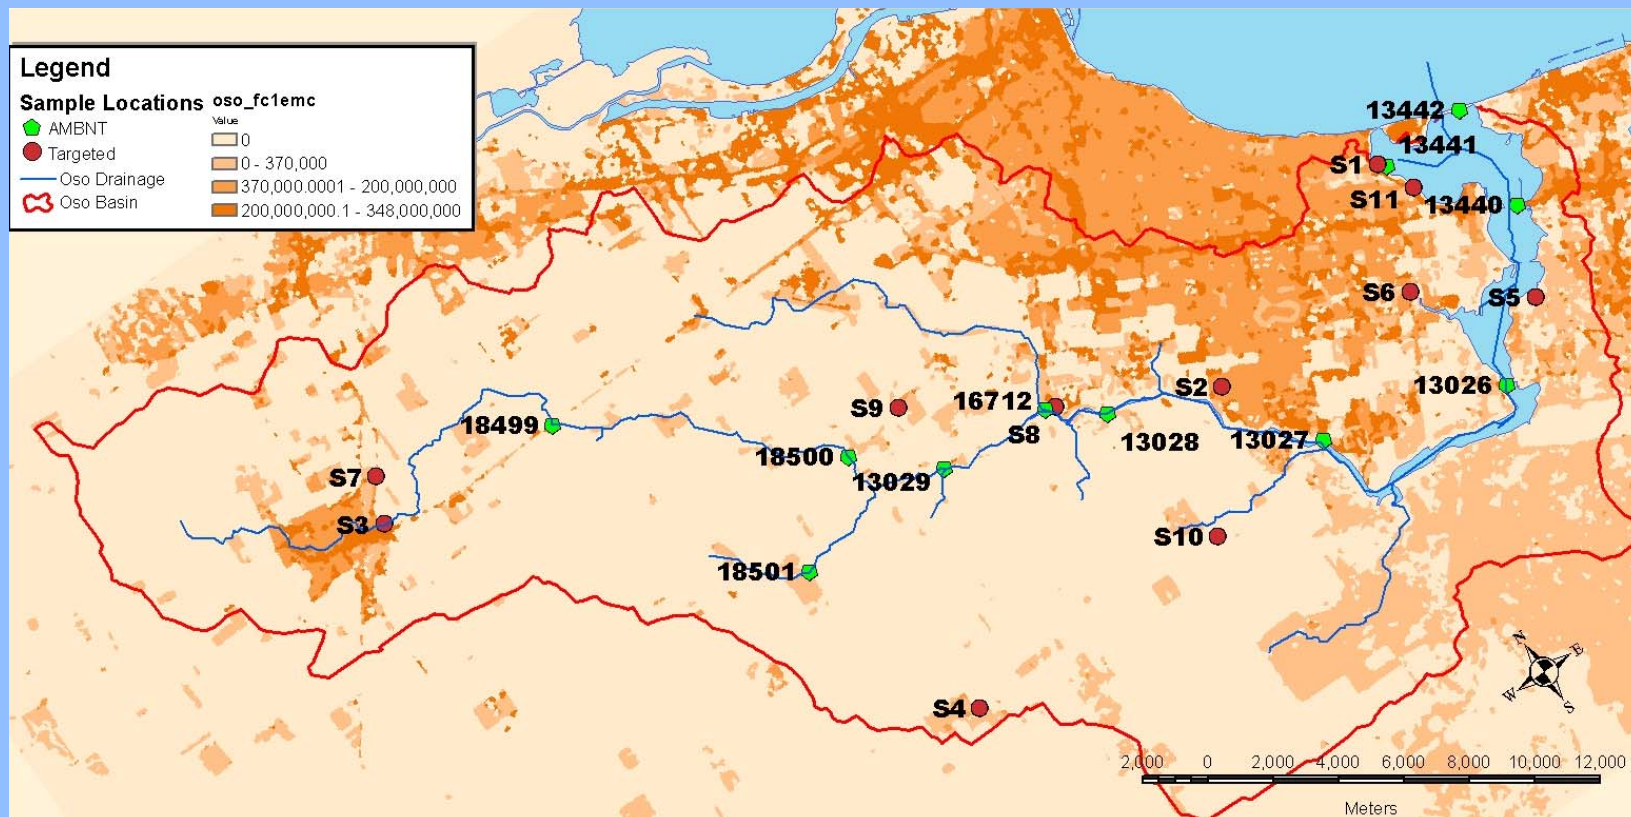 Legend
Sample Locations
AMBNT
Targeted
Oso Drainage
Oso Basin
oso_fc1emc
Value
0
0 - 370,000
370,000.0001 - 200,000,000
200,000,000.1 - 348,000,000
13442
13441
S1
S11
13440
S6
S5
13026
S2
S9
16712
S8
13028
13027
18499
18500
13029
S7
S3
S10
18501
S4
N
E
W
S
2,000 0 2,000 4,000 6,000 8,000 10,000 12,000
Meters